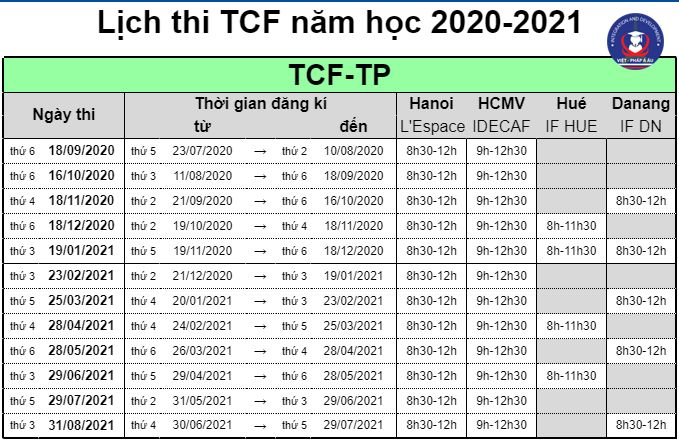 Lịch thi TCF năm học 2020-2021
INTEGRATION AND DEVELOPMENT
VIỆT - PHÁP Á ÂU
TCF-TP
Ngày thi Thời gian đăng kí Hanoi HCMV Hué Danang
từ đến L'Espace IDECAF IF HUE IF DN
thứ 6 18/09/2020 thứ 5 23/07/2020 → thứ 2 10/08/2020 8h30-12h 9h-12h30
thứ 6 16/10/2020 thứ 3 11/08/2020 → thứ 6 18/09/2020 8h30-12h 9h-12h30
thứ 4 18/11/2020 thứ 2 21/09/2020 → thứ 6 16/10/2020 8h30-12h 9h-12h30 8h30-12h
thứ 6 18/12/2020 thứ 2 19/10/2020 → thứ 4 18/11/2020 8h30-12h 9h-12h30 8h-11h30
thứ 3 19/01/2021 thứ 5 19/11/2020 → thứ 6 18/12/2020 8h30-12h 9h-12h30 8h-11h30 8h30-12h
thứ 3 23/02/2021 thứ 2 21/12/2020 → thứ 3 19/01/2021 8h30-12h 9h-12h30
thứ 5 25/03/2021 thứ 4 20/01/2021 → thứ 3 23/02/2021 8h30-12h 9h-12h30 8h30-12h
thứ 4 28/04/2021 thứ 4 24/02/2021 → thứ 5 25/03/2021 8h30-12h 9h-12h30 8h-11h30
thứ 6 28/05/2021 thứ 6 26/03/2021 → thứ 4 28/04/2021 8h30-12h 9h-12h30 8h30-12h
thứ 3 29/06/2021 thứ 5 29/04/2021 → thứ 6 28/05/2021 8h30-12h 9h-12h30 8h-11h30
thứ 5 29/07/2021 thứ 2 31/05/2021 → thứ 3 29/06/2021 8h30-12h 9h-12h30
thứ 3 31/08/2021 thứ 4 30/06/2021 → thứ 5 29/07/2021 8h30-12h 9h-12h30 8h30-12h